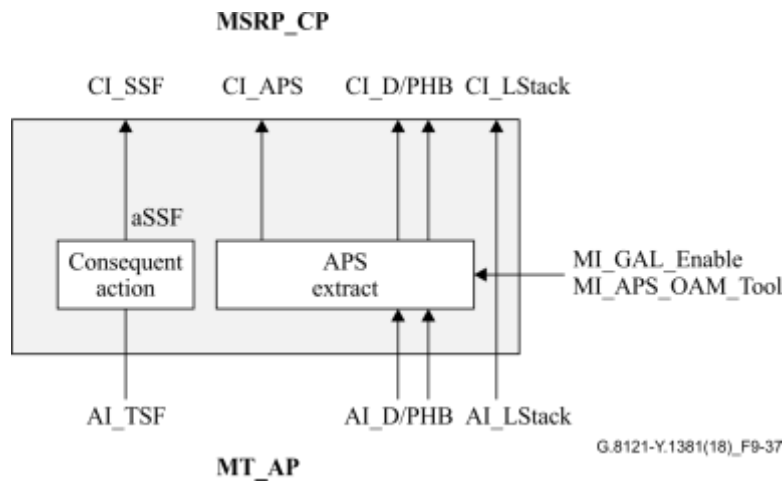 MSRP_CP
CI_SSF CI_APS CI_D/PHB CI_LStack
aSSF
Consequent
action
APS
extract
MI_GAL_Enable
MI_APS_OAM_Tool
AI_TSF AI_D/PHB AI_LStack
G.8121-Y.1381(18)_F9-37
MT_AP